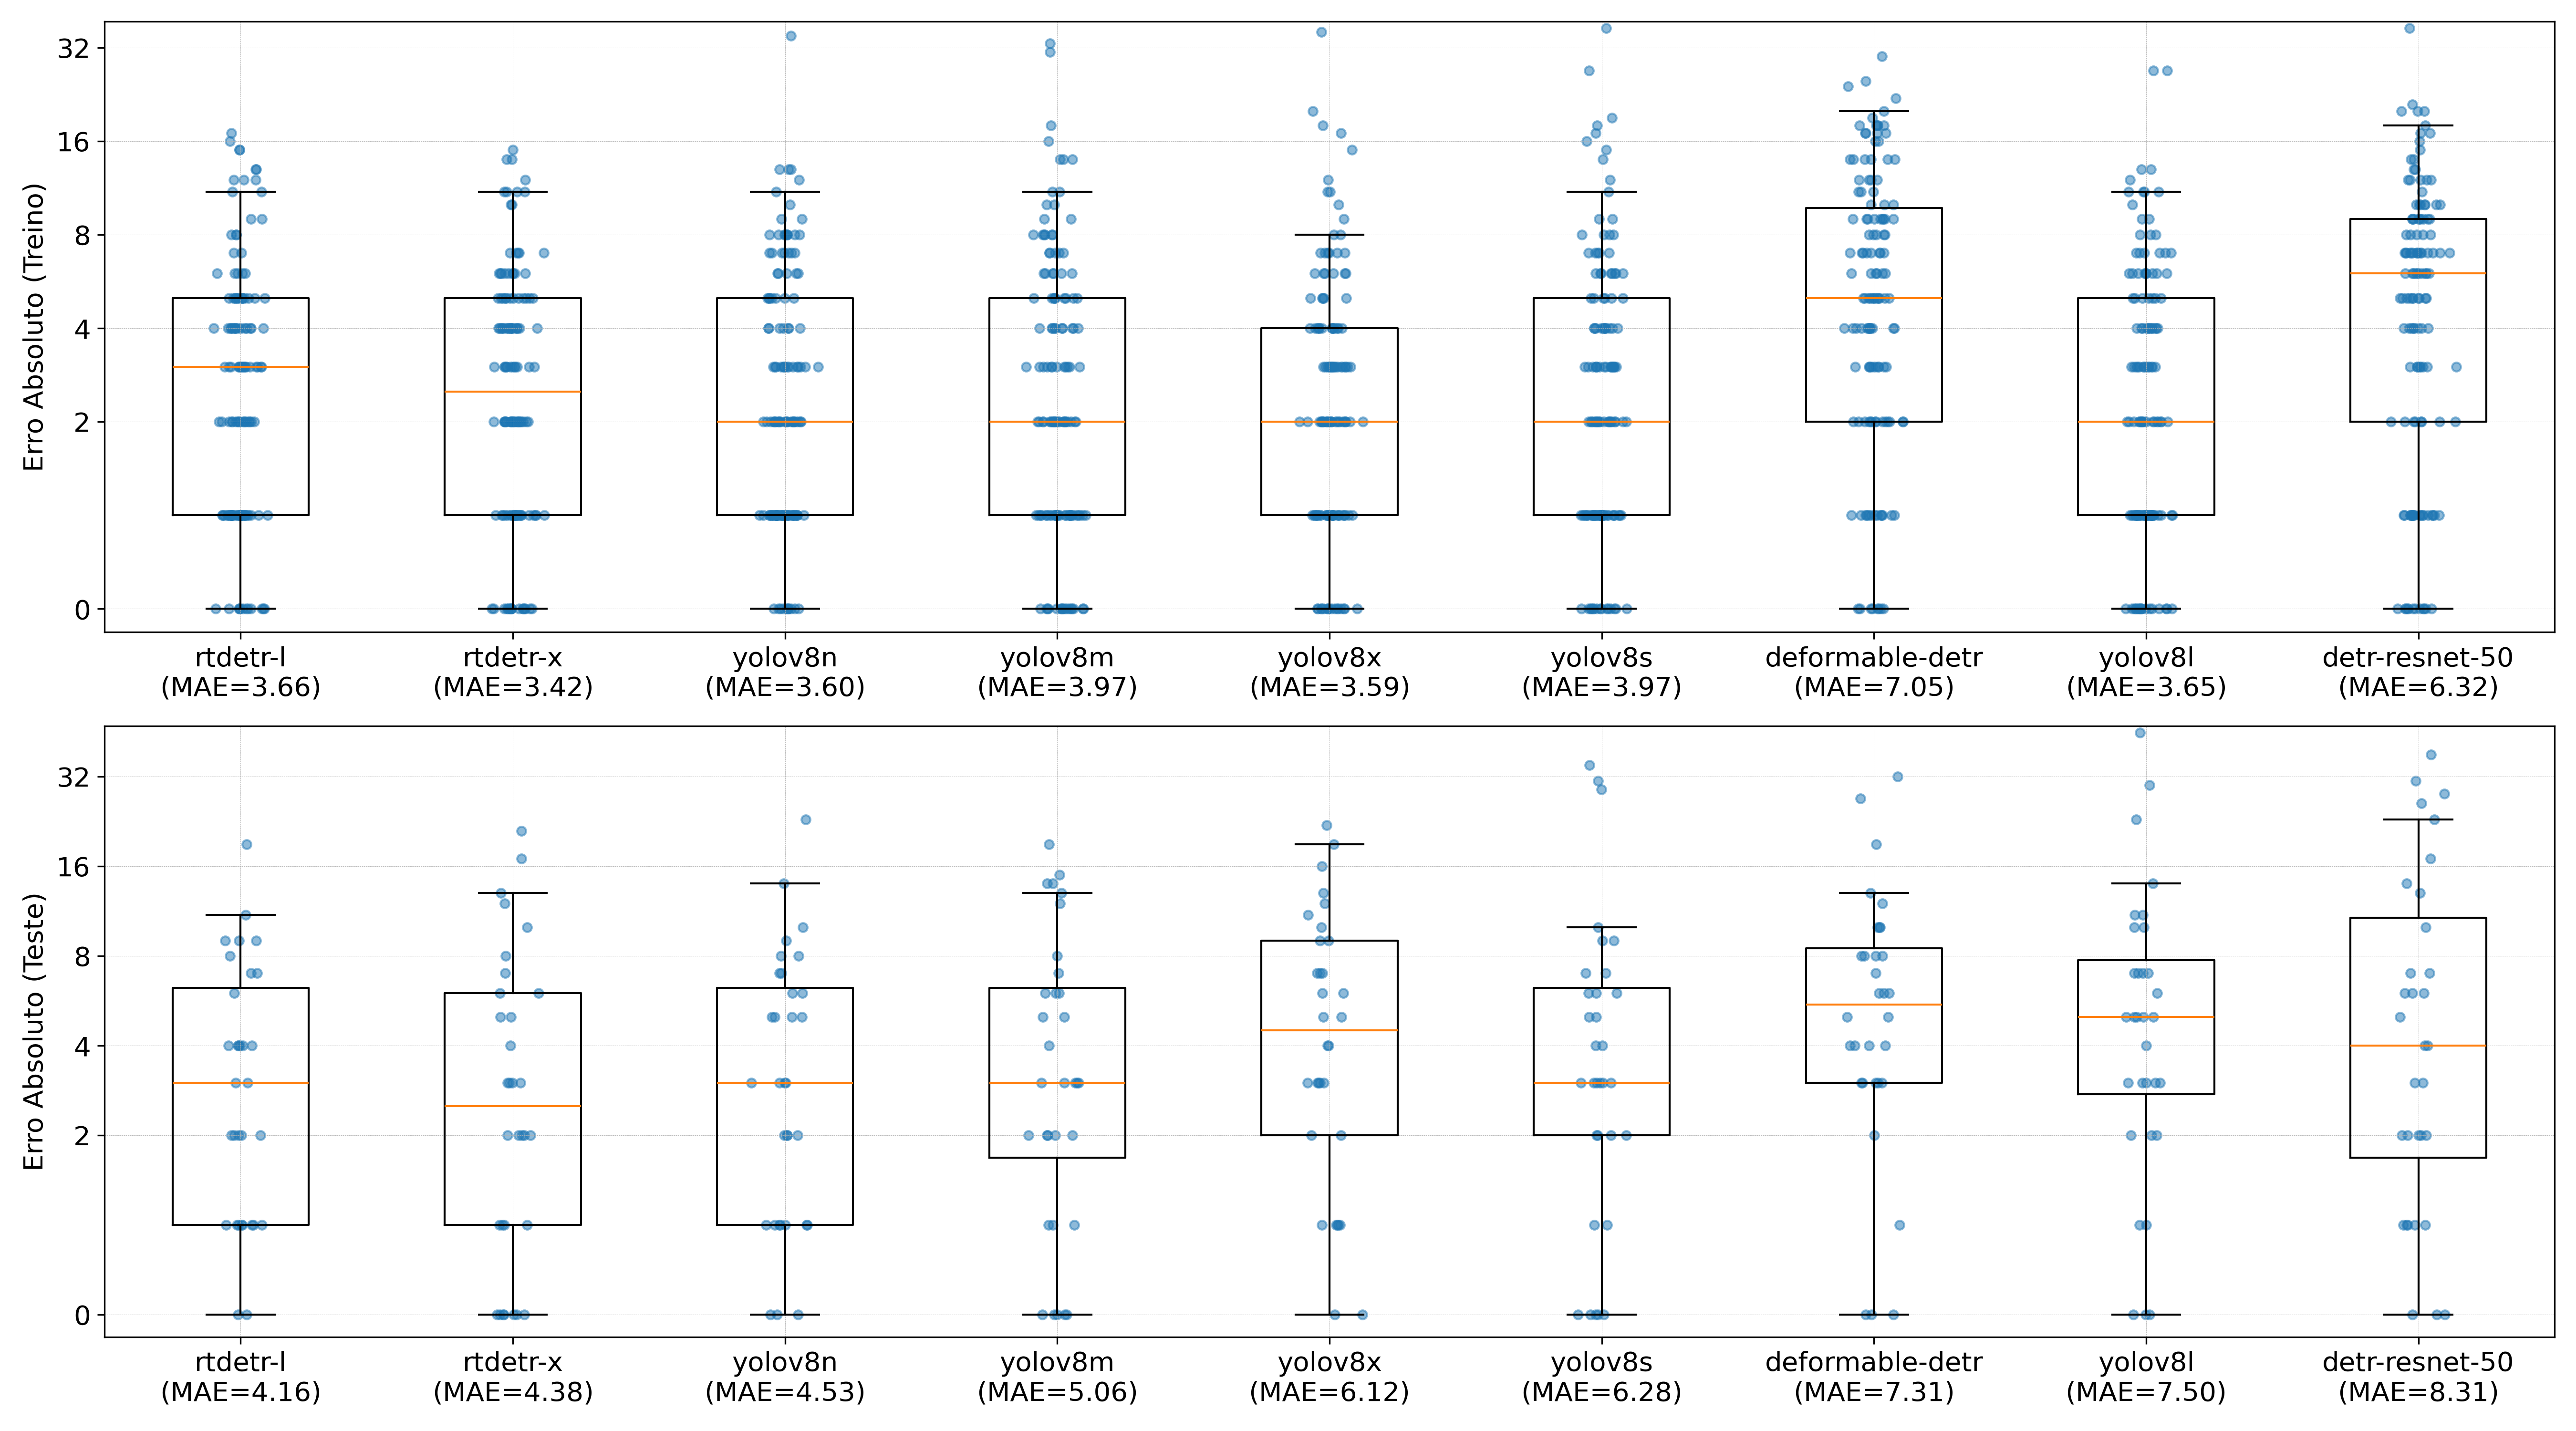 Erro Absoluto (Treino)
32
16
8
4
2
0
rtdetr-l rtdetr-x yolov8n yolov8m yolov8x yolov8s deformable-detr yolov8l detr-resnet-50
(MAE=3.66) (MAE=3.42) (MAE=3.60) (MAE=3.97) (MAE=3.59) (MAE=3.97) (MAE=7.05) (MAE=3.65) (MAE=6.32)
Erro Absoluto (Teste)
32
16
8
4
2
0
rtdetr-l rtdetr-x yolov8n yolov8m yolov8x yolov8s deformable-detr yolov8l detr-resnet-50
(MAE=4.16) (MAE=4.38) (MAE=4.53) (MAE=5.06) (MAE=6.12) (MAE=6.28) (MAE=7.31) (MAE=7.50) (MAE=8.31)